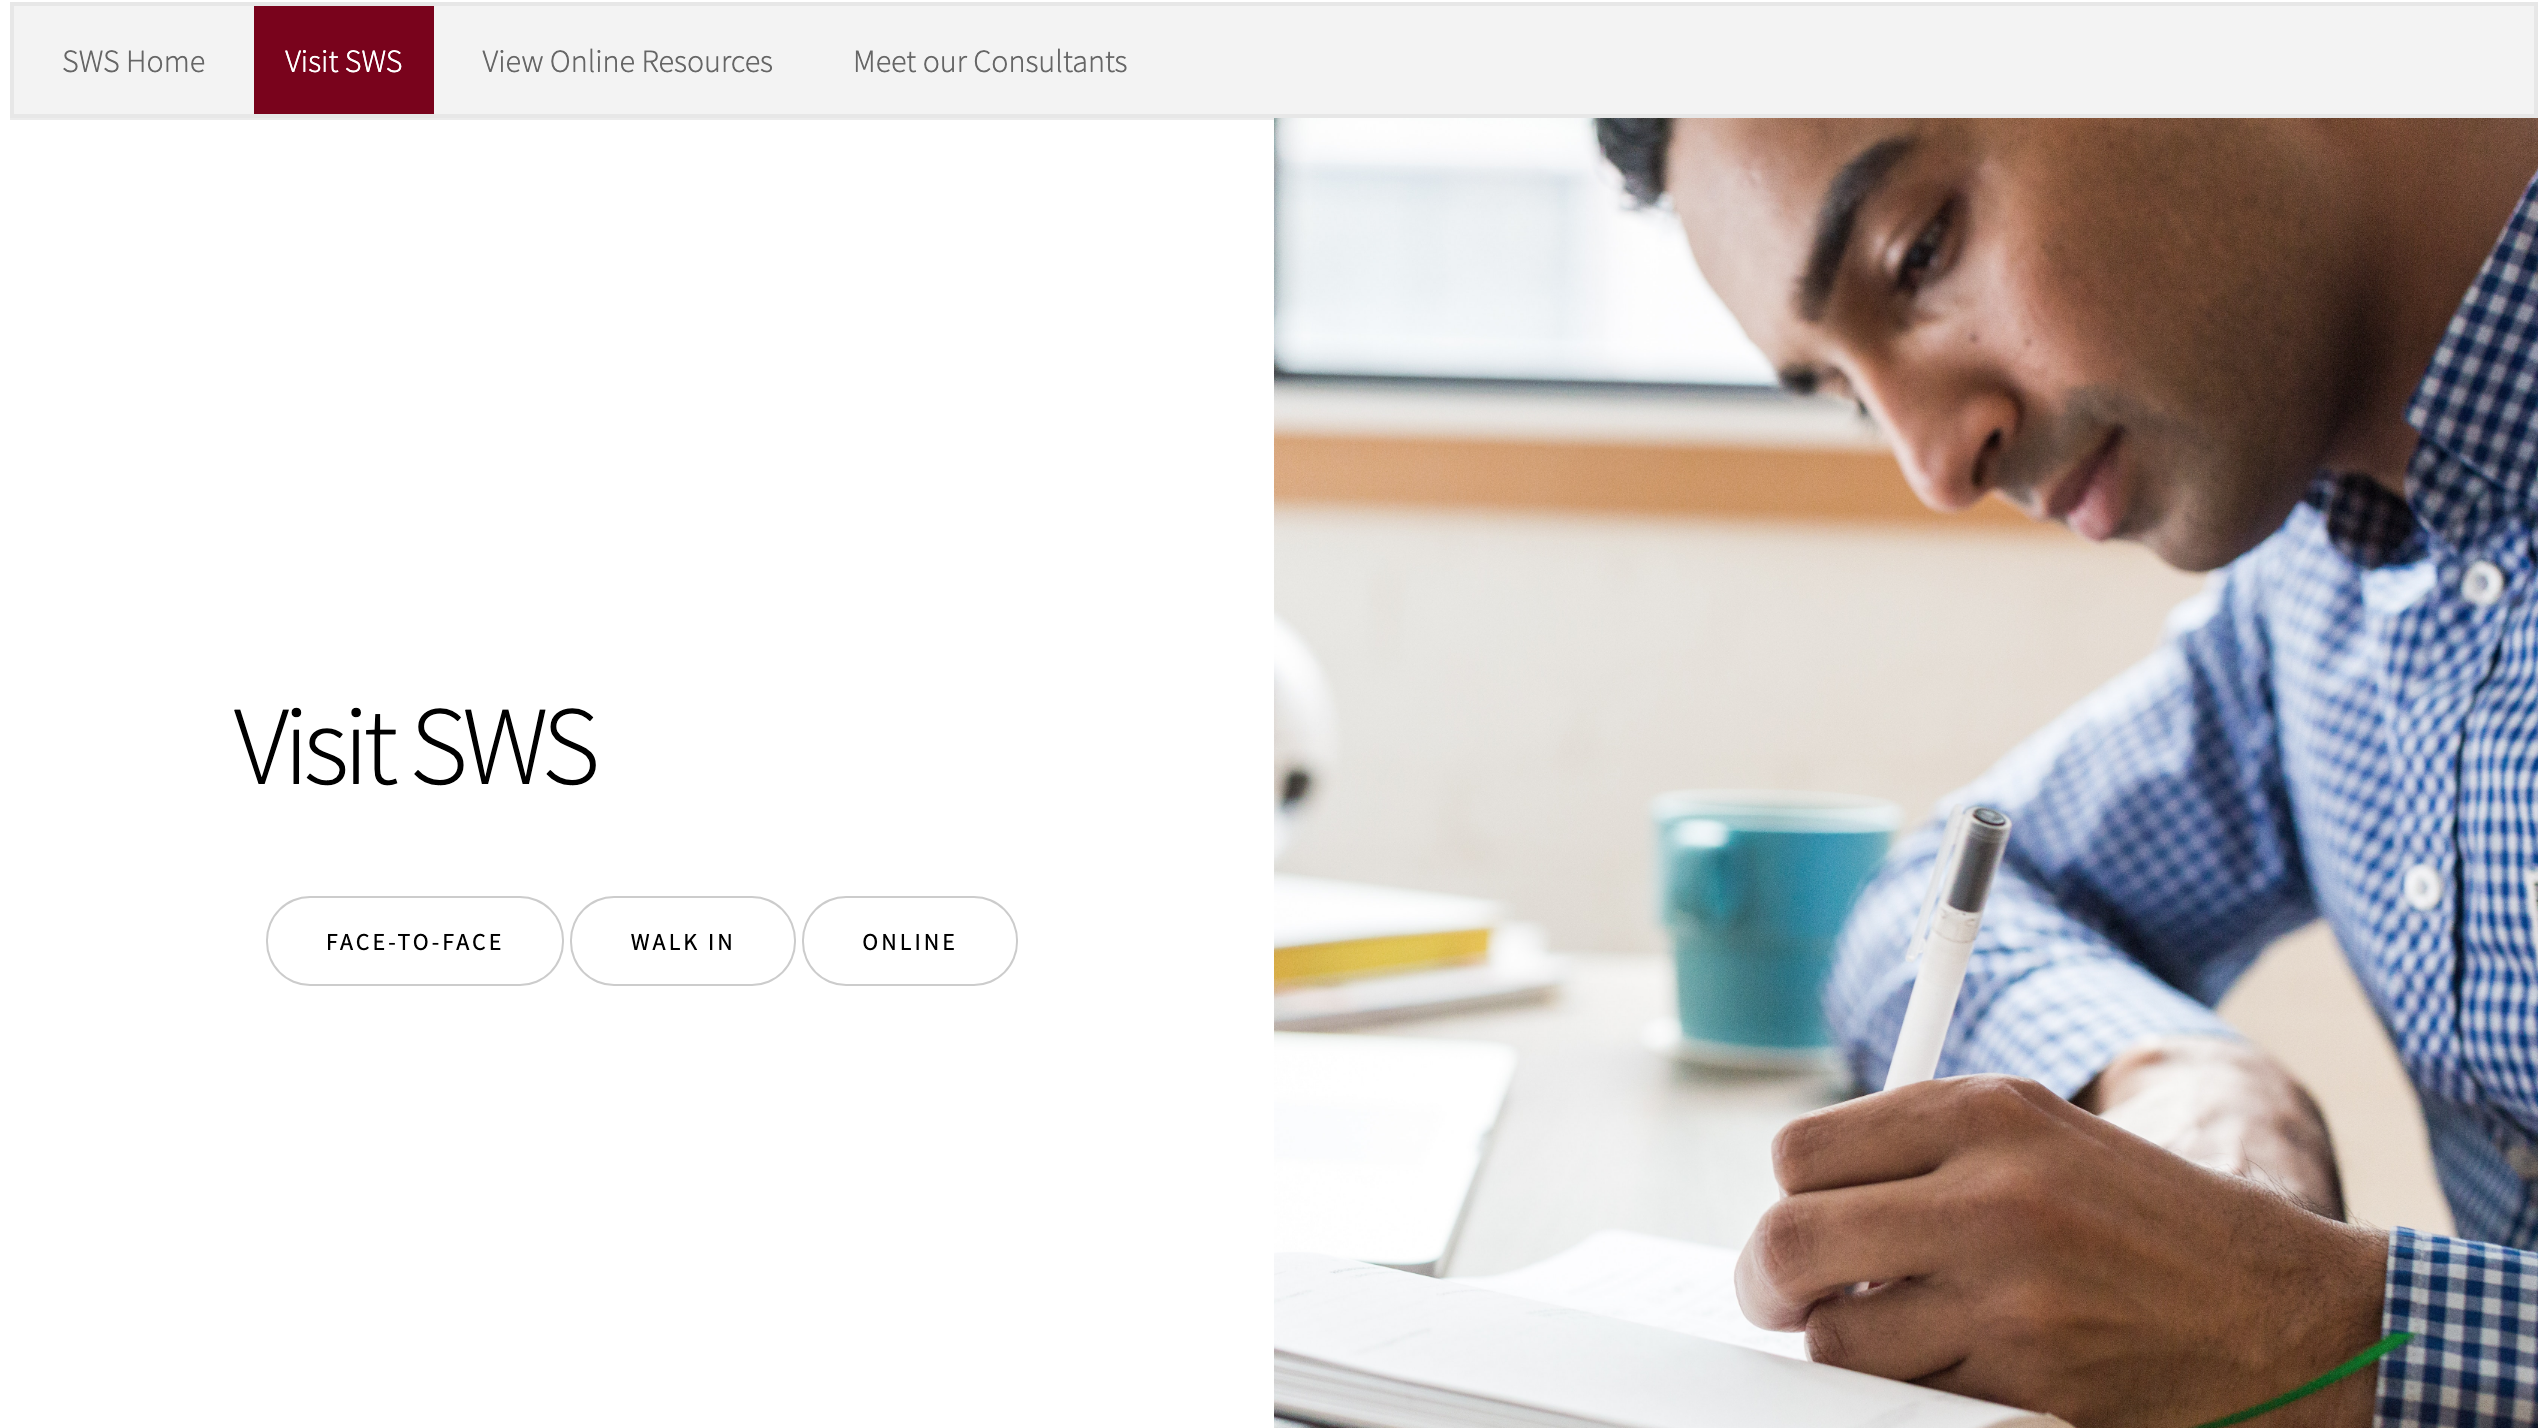 SWS Home Visit SWS View Online Resources Meet our Consultants
Visit SWS
FACE-TO-FACE WALK IN ONLINE